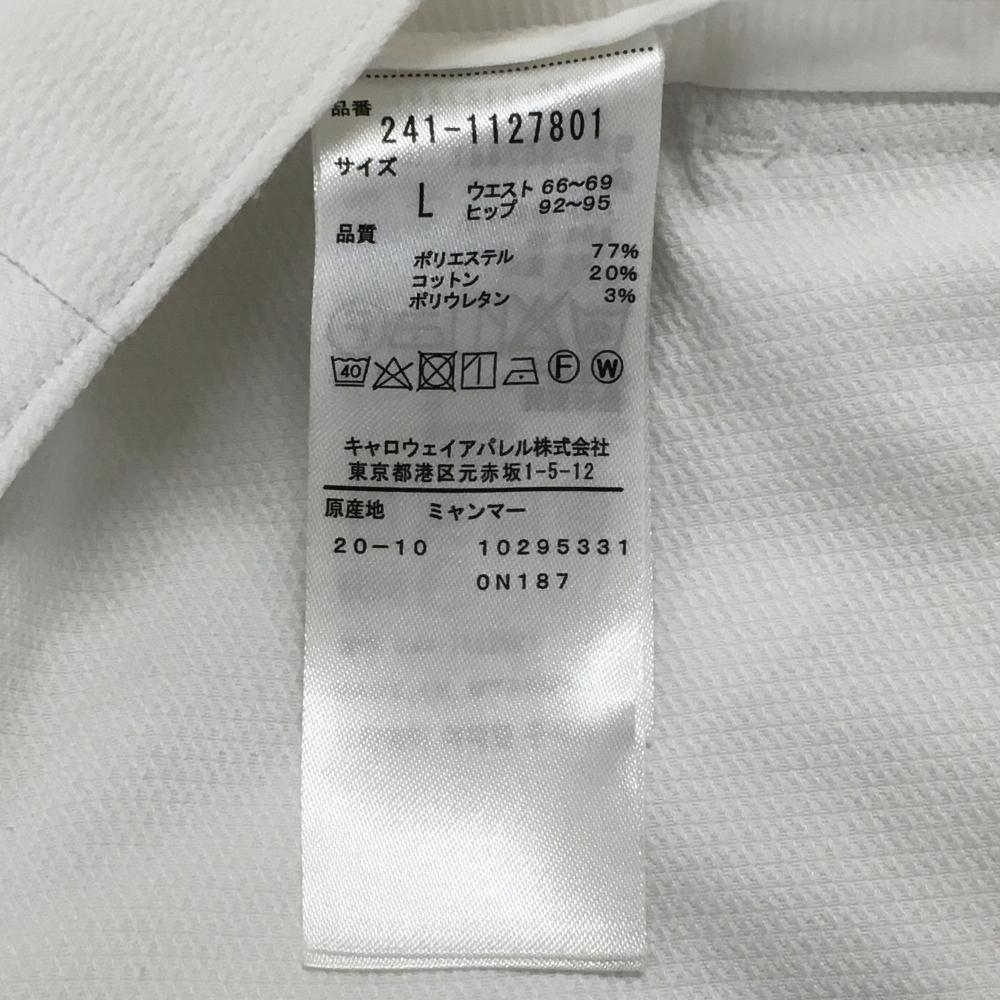 品番
241-1127801
サイズ
L ウエスト 66〜69
ヒップ 92〜95
品質
ポリエステル 77%
コットン 20%
ポリウレタン 3%
40 F W
キャロウェイアパレル株式会社
東京都港区元赤坂1-5-12
原産地 ミャンマー
20-10 10295331
0N187